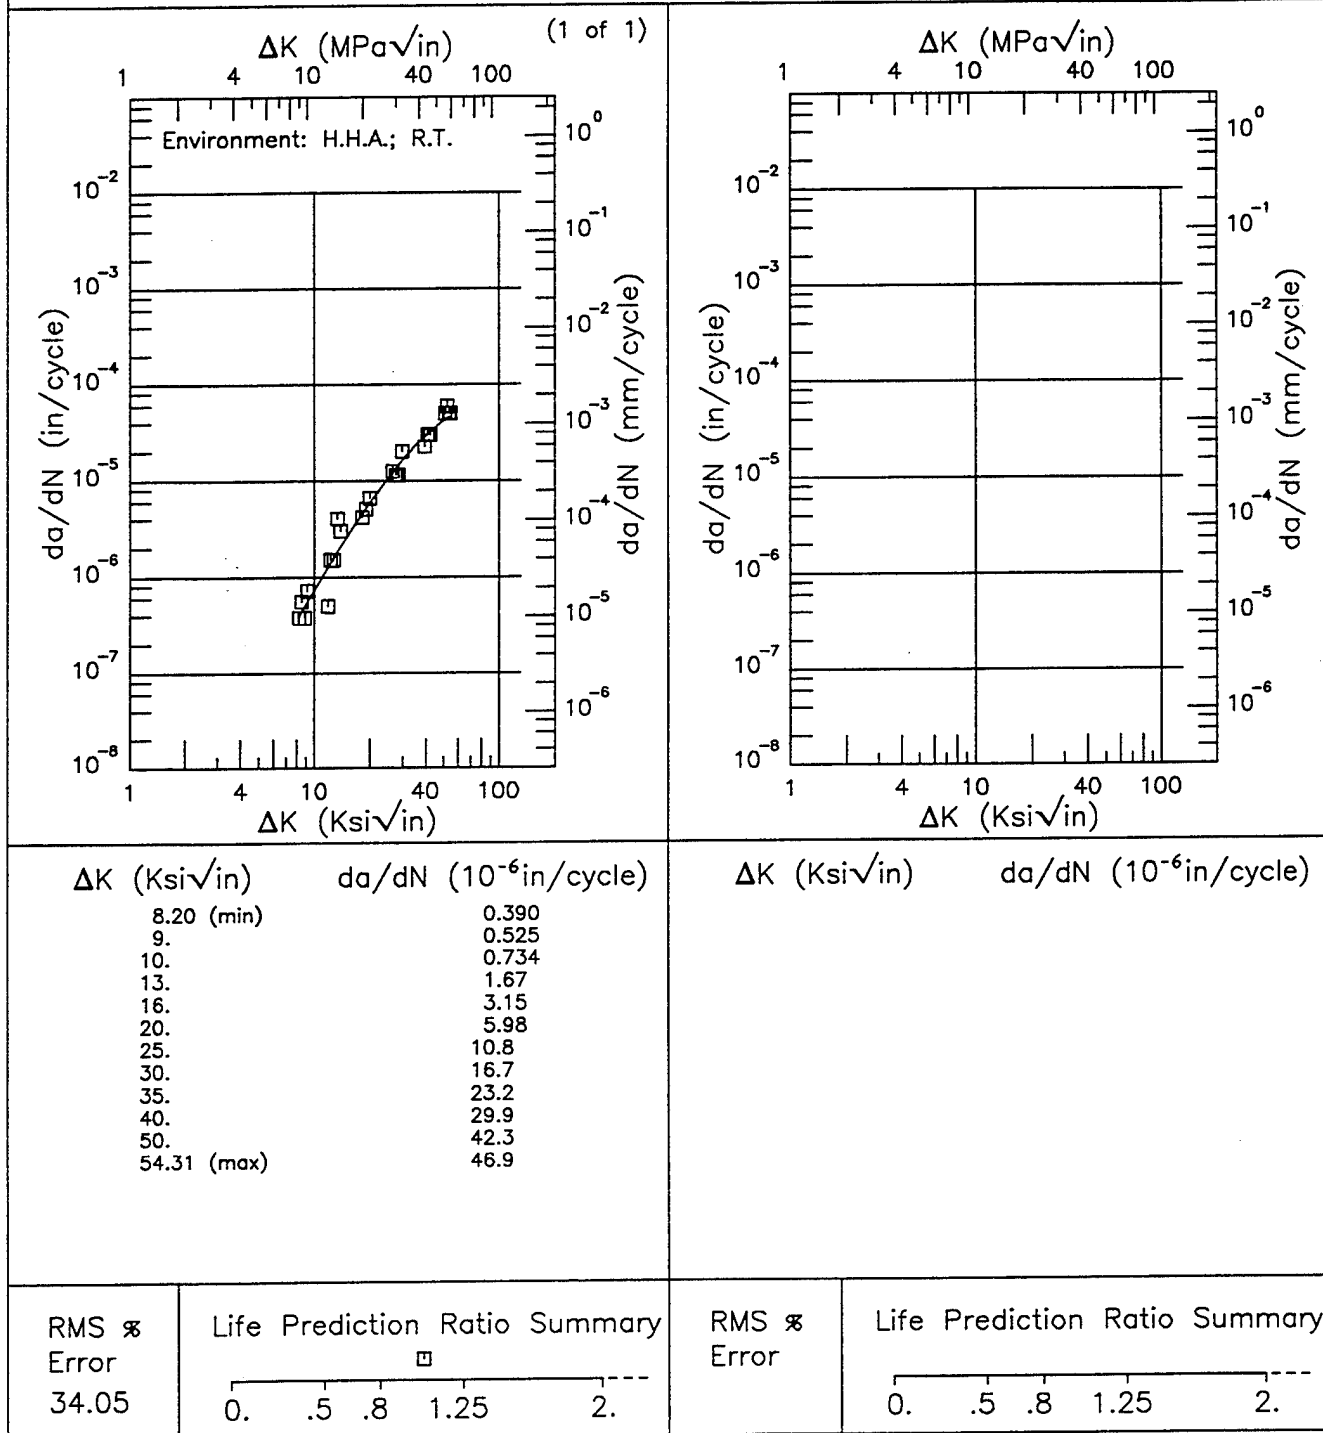 (1 of 1)
ΔK (MPa√in)
1 4 10 40 100
Environment: H.H.A.; R.T.
10⁰
10⁻¹
10⁻²
10⁻³
10⁻⁴
10⁻⁵
10⁻⁶
da/dN (mm/cycle)
10⁻²
10⁻³
10⁻⁴
10⁻⁵
10⁻⁶
10⁻⁷
10⁻⁸
da/dN (in/cycle)
1 4 10 40 100
ΔK (Ksi√in)
ΔK (MPa√in)
1 4 10 40 100
10⁰
10⁻¹
10⁻²
10⁻³
10⁻⁴
10⁻⁵
10⁻⁶
da/dN (mm/cycle)
10⁻²
10⁻³
10⁻⁴
10⁻⁵
10⁻⁶
10⁻⁷
10⁻⁸
da/dN (in/cycle)
1 4 10 40 100
ΔK (Ksi√in)
ΔK (Ksi√in) da/dN (10⁻⁶in/cycle)
8.20 (min) 0.390
9. 0.525
10. 0.734
13. 1.67
16. 3.15
20. 5.98
25. 10.8
30. 16.7
35. 23.2
40. 29.9
50. 42.3
54.31 (max) 46.9
ΔK (Ksi√in) da/dN (10⁻⁶in/cycle)
RMS %
Error
34.05
Life Prediction Ratio Summary
0. .5 .8 1.25 2.
RMS %
Error
Life Prediction Ratio Summary
0. .5 .8 1.25 2.